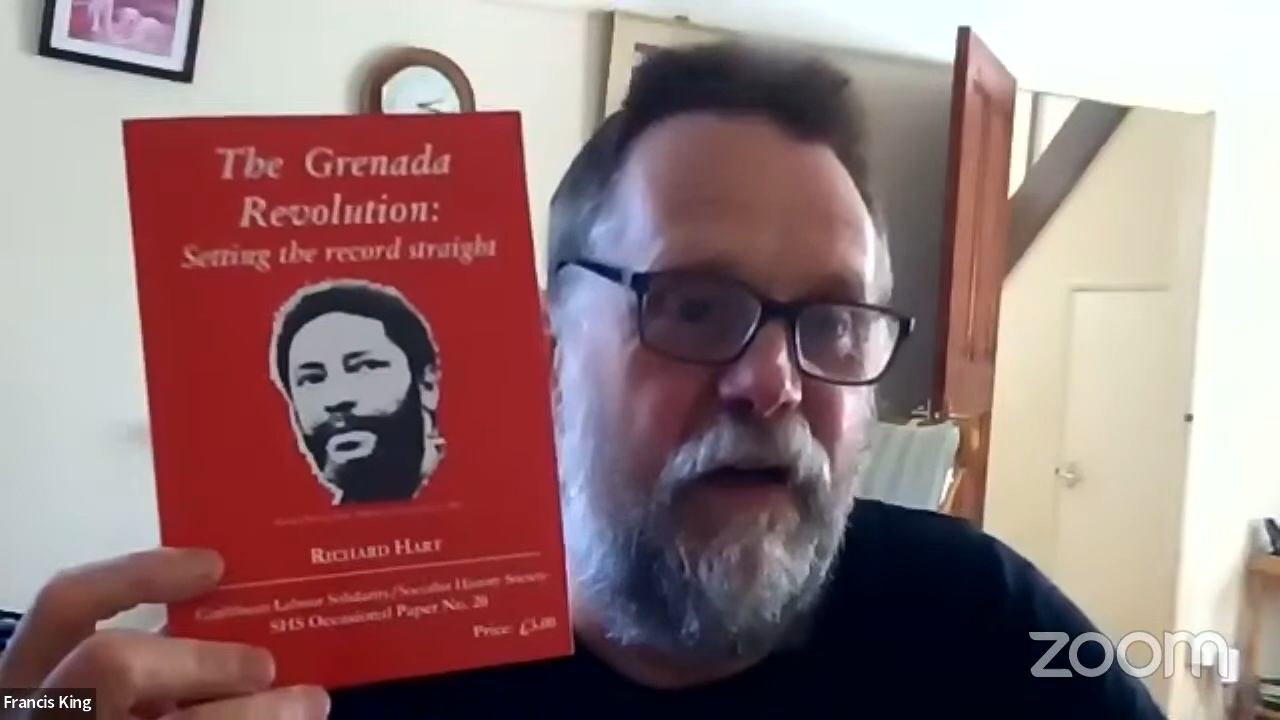 The Grenada
Revolution:
Setting the record straight
RICHARD HART
Caribbean Labour Solidarity/Socialist History Society
SHS Occasional Paper No. 20
Price: £3.00
zoom
Francis King